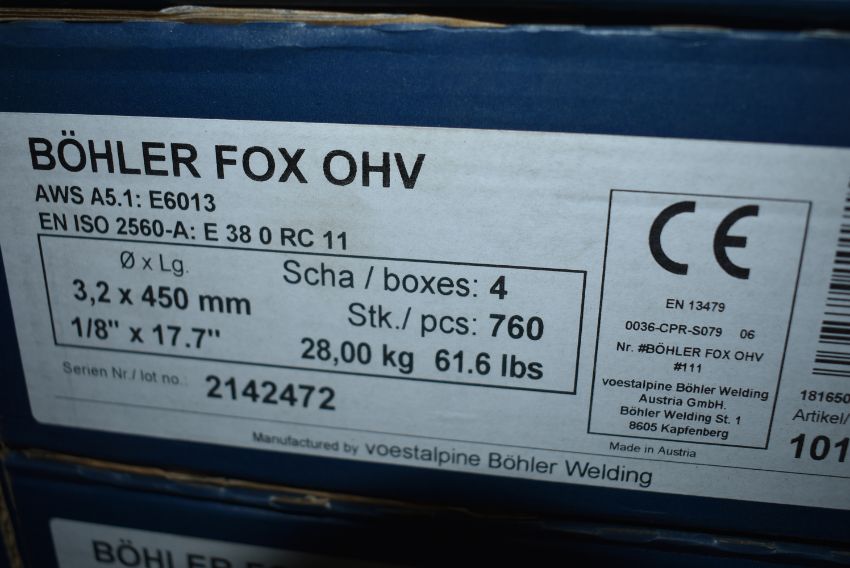 BÖHLER FOX OHV
AWS A5.1: E6013
EN ISO 2560-A: E 38 0 RC 11
Ø x Lg.
3,2 x 450 mm
1/8" x 17.7"
Scha / boxes: 4
Stk./ pcs: 760
28,00 kg 61.6 lbs
Serien Nr./ lot no.: 2142472
Manufactured by voestalpine Böhler Welding
CE
EN 13479
0036-CPR-S079 06
Nr. #BÖHLER FOX OHV
#111
voestalpine Böhler Welding
Austria GmbH.
Böhler Welding St. 1
8605 Kapfenberg
Made in Austria
181650
Artikel/
101
BÖHLER FOX